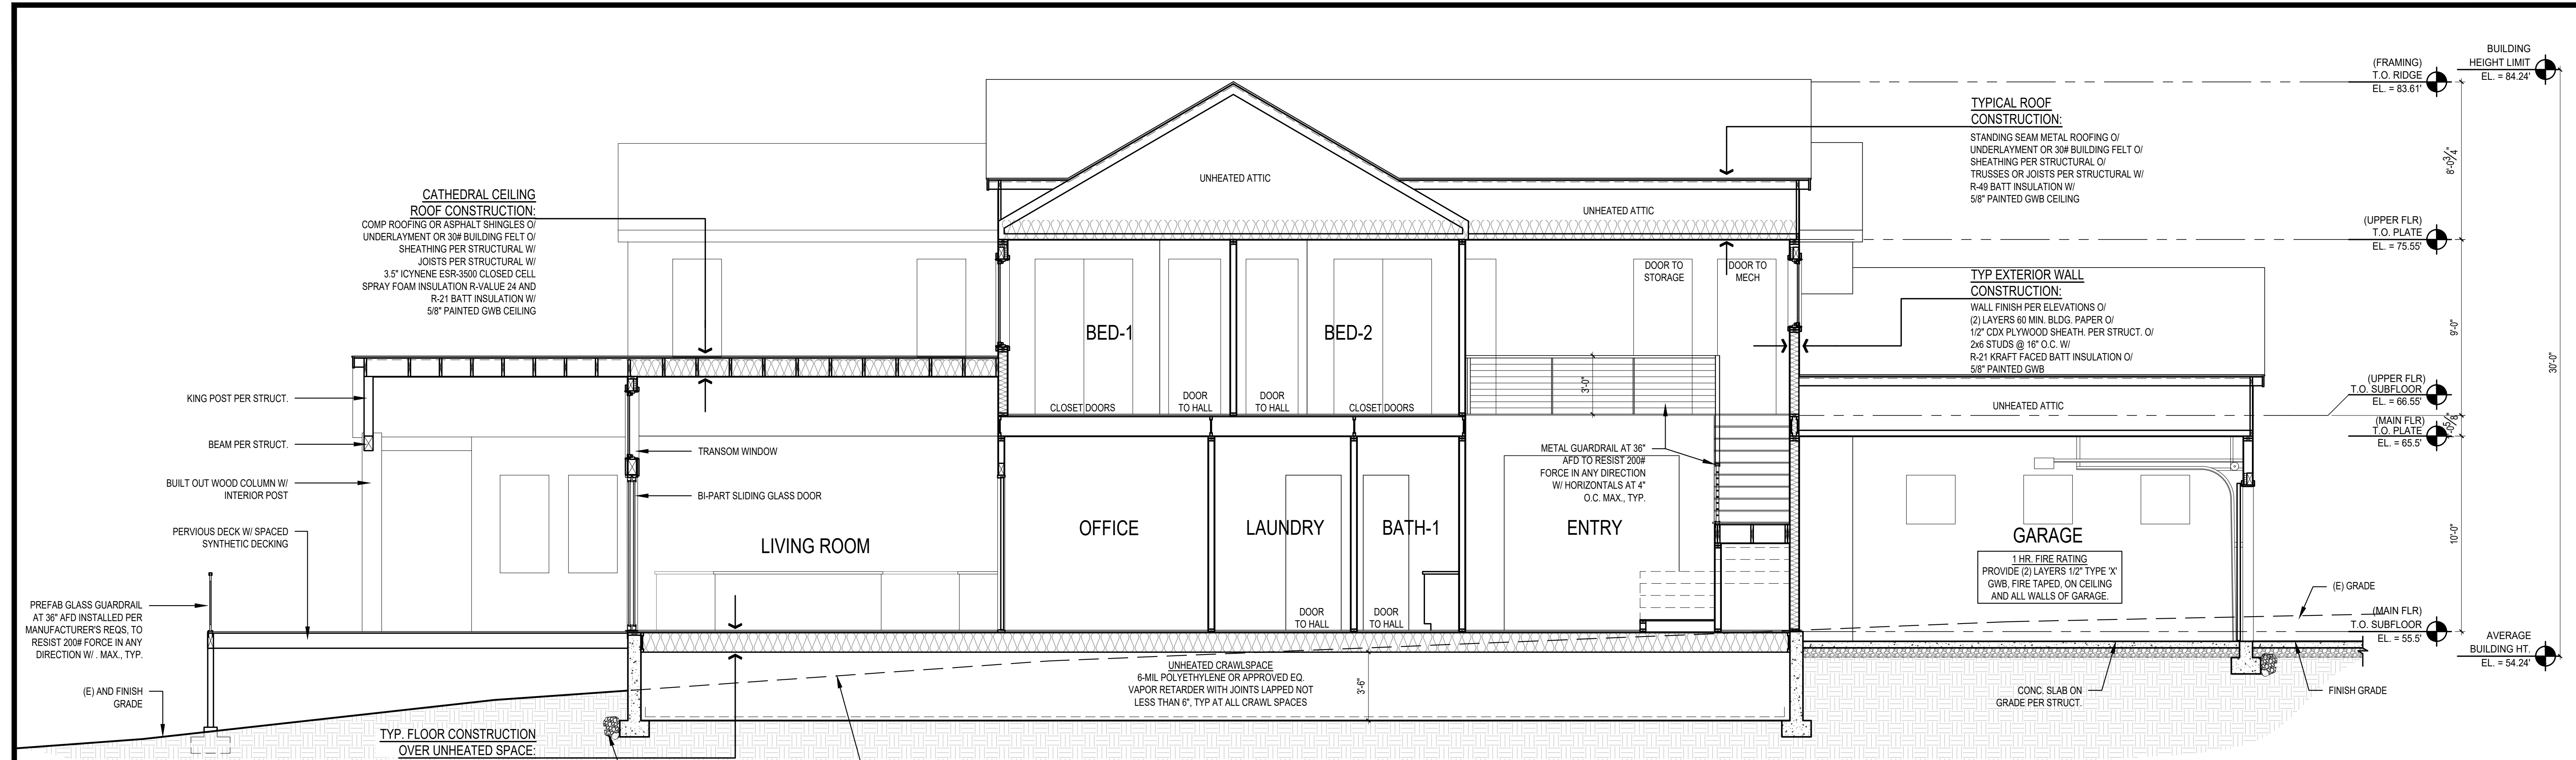 BUILDING
HEIGHT LIMIT
EL. = 84.24'
(FRAMING)
T.O. RIDGE
EL. = 83.61'
TYPICAL ROOF
CONSTRUCTION:
STANDING SEAM METAL ROOFING O/
UNDERLAYMENT OR 30# BUILDING FELT O/
SHEATHING PER STRUCTURAL O/
TRUSSES OR JOISTS PER STRUCTURAL W/
R-49 BATT INSULATION W/
5/8" PAINTED GWB CEILING
8'-0¾"
CATHEDRAL CEILING
ROOF CONSTRUCTION:
COMP ROOFING OR ASPHALT SHINGLES O/
UNDERLAYMENT OR 30# BUILDING FELT O/
SHEATHING PER STRUCTURAL W/
JOISTS PER STRUCTURAL W/
3.5" ICYNENE ESR-3500 CLOSED CELL
SPRAY FOAM INSULATION R-VALUE 24 AND
R-21 BATT INSULATION W/
5/8" PAINTED GWB CEILING
UNHEATED ATTIC
UNHEATED ATTIC
(UPPER FLR)
T.O. PLATE
EL. = 75.55'
DOOR TO
STORAGE
DOOR TO
MECH
TYP EXTERIOR WALL
CONSTRUCTION:
WALL FINISH PER ELEVATIONS O/
(2) LAYERS 60 MIN. BLDG. PAPER O/
1/2" CDX PLYWOOD SHEATH. PER STRUCT. O/
2x6 STUDS @ 16" O.C. W/
R-21 KRAFT FACED BATT INSULATION O/
5/8" PAINTED GWB
9'-0"
30'-0"
BED-1
BED-2
3'-0"
CLOSET DOORS
DOOR
TO HALL
DOOR
TO HALL
CLOSET DOORS
UNHEATED ATTIC
(UPPER FLR)
T.O. SUBFLOOR
EL. = 66.55'
(MAIN FLR)
T.O. PLATE
EL. = 65.5'
KING POST PER STRUCT.
BEAM PER STRUCT.
BUILT OUT WOOD COLUMN W/
INTERIOR POST
PERVIOUS DECK W/ SPACED
SYNTHETIC DECKING
TRANSOM WINDOW
BI-PART SLIDING GLASS DOOR
METAL GUARDRAIL AT 36"
AFD TO RESIST 200#
FORCE IN ANY DIRECTION
W/ HORIZONTALS AT 4"
O.C. MAX., TYP.
LIVING ROOM
OFFICE
LAUNDRY
BATH-1
ENTRY
GARAGE
1 HR. FIRE RATING
PROVIDE (2) LAYERS 1/2" TYPE 'X'
GWB, FIRE TAPED, ON CEILING
AND ALL WALLS OF GARAGE.
10'-0"
PREFAB GLASS GUARDRAIL
AT 36" AFD INSTALLED PER
MANUFACTURER'S REQS, TO
RESIST 200# FORCE IN ANY
DIRECTION W/ . MAX., TYP.
DOOR
TO HALL
DOOR
TO HALL
(E) GRADE
(MAIN FLR)
T.O. SUBFLOOR
EL. = 55.5'
AVERAGE
BUILDING HT.
EL. = 54.24'
UNHEATED CRAWLSPACE
6-MIL POLYETHYLENE OR APPROVED EQ.
VAPOR RETARDER WITH JOINTS LAPPED NOT
LESS THAN 6", TYP AT ALL CRAWL SPACES
3'-6"
(E) AND FINISH
GRADE
CONC. SLAB ON
GRADE PER STRUCT.
FINISH GRADE
TYP. FLOOR CONSTRUCTION
OVER UNHEATED SPACE: